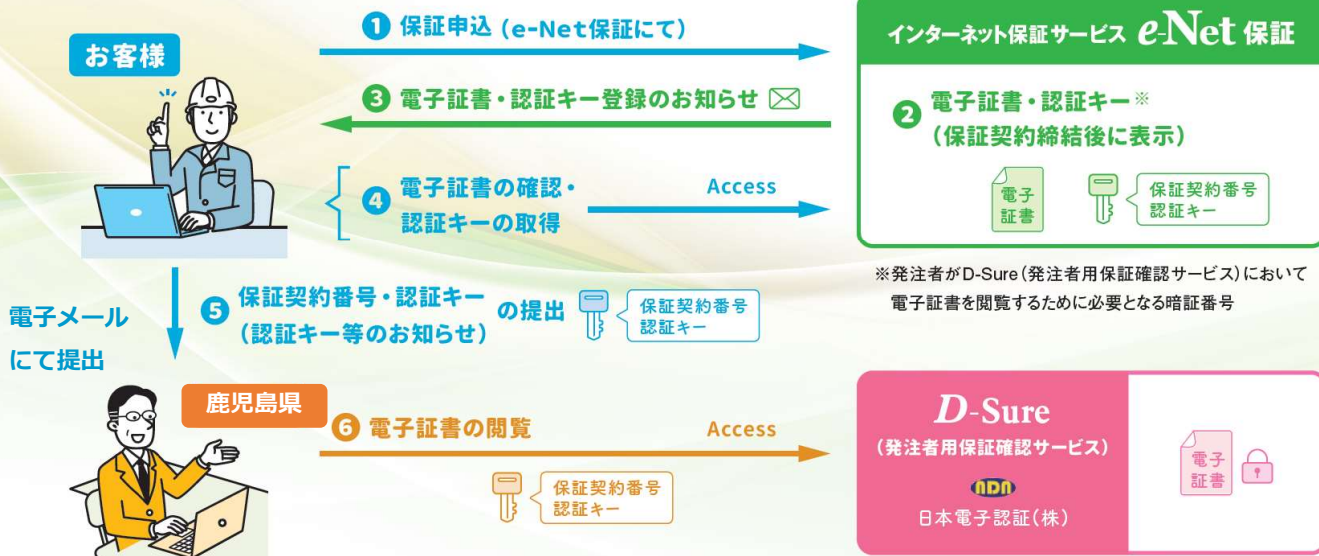 お客様
❶ 保証申込 (e-Net保証にて)
インターネット保証サービス e-Net 保証
❷ 電子証書・認証キー※
(保証契約締結後に表示)
電子
証書
保証契約番号
認証キー
❸ 電子証書・認証キー登録のお知らせ
❹ 電子証書の確認・
認証キーの取得
Access
※発注者がD-Sure(発注者用保証確認サービス)において
電子証書を閲覧するために必要となる暗証番号
電子メール
にて提出
❺ 保証契約番号・認証キー
(認証キー等のお知らせ)
の提出
保証契約番号
認証キー
鹿児島県
❻ 電子証書の閲覧
Access
保証契約番号
認証キー
D-Sure
(発注者用保証確認サービス)
NDN
日本電子認証(株)
電子
証書